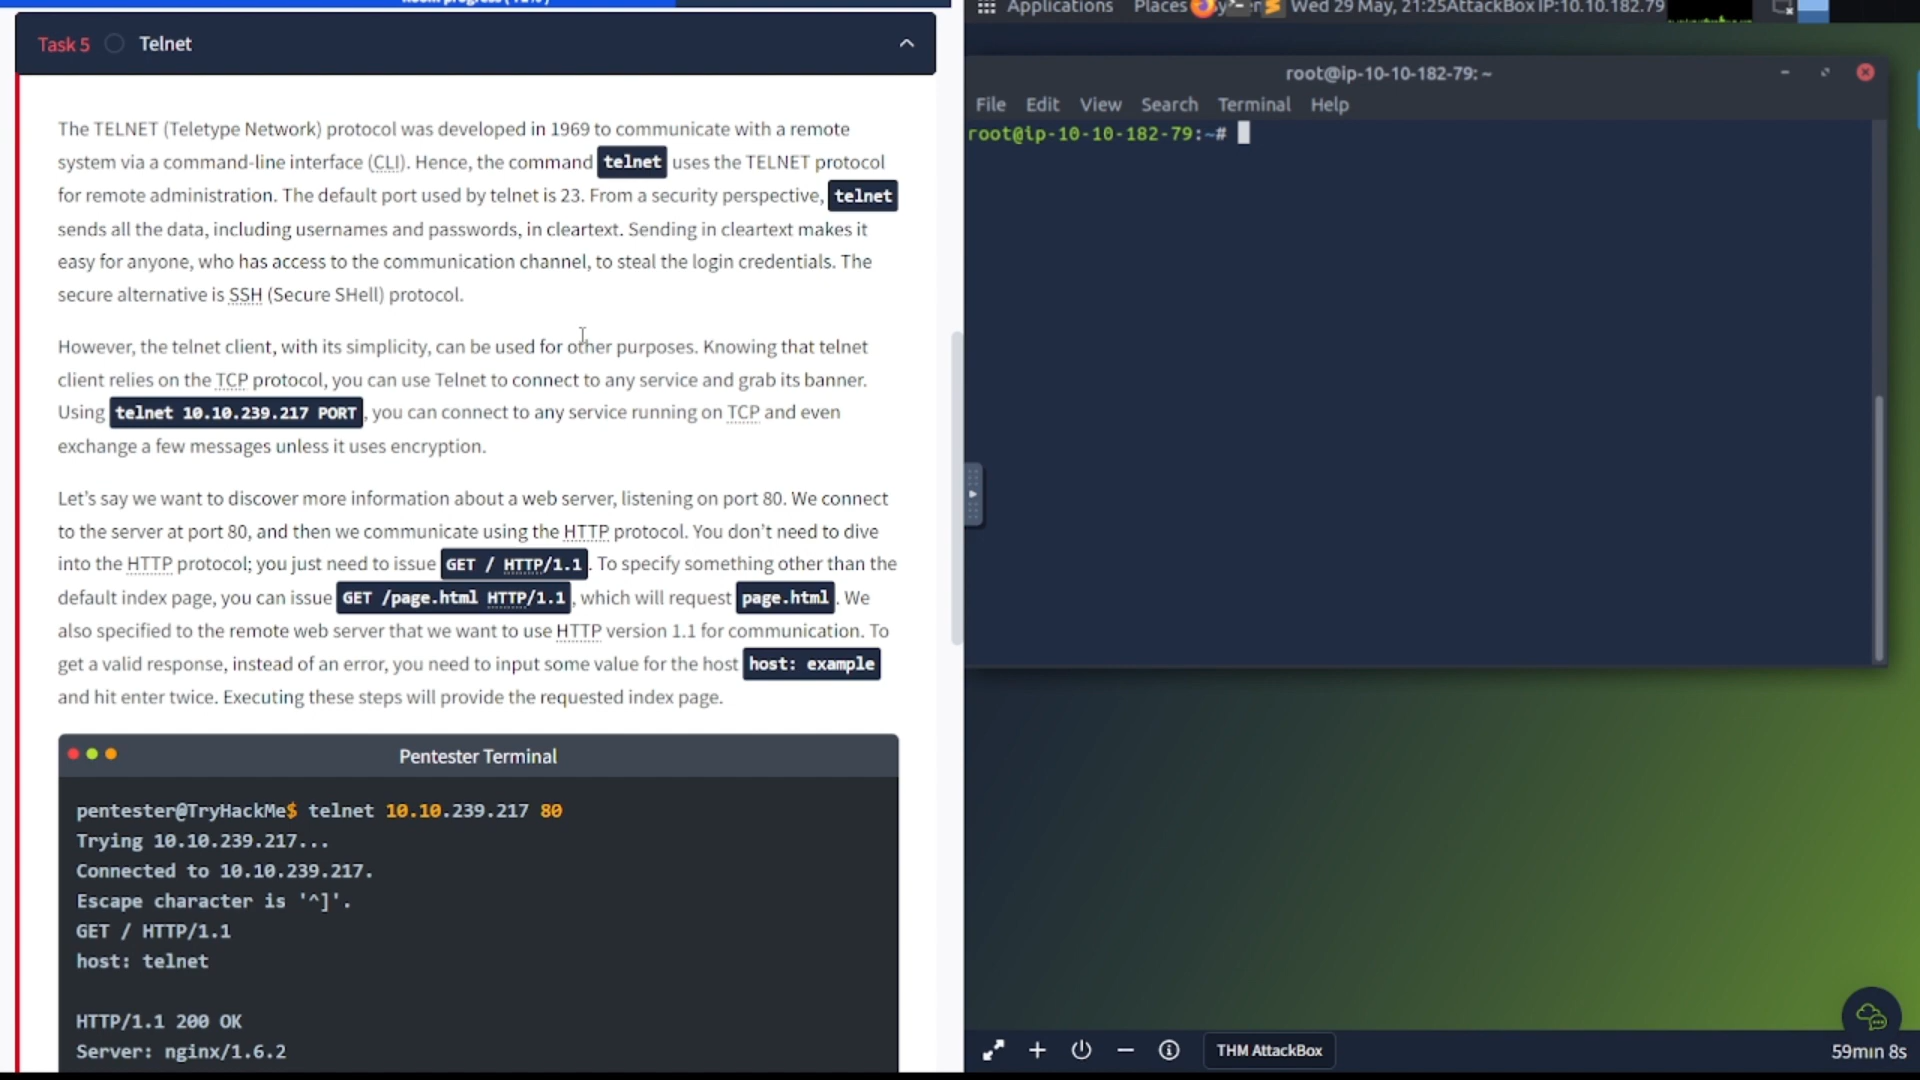 Task 5 Telnet
The TELNET (Teletype Network) protocol was developed in 1969 to communicate with a remote
system via a command-line interface (CLI). Hence, the command telnet uses the TELNET protocol
for remote administration. The default port used by telnet is 23. From a security perspective, telnet
sends all the data, including usernames and passwords, in cleartext. Sending in cleartext makes it
easy for anyone, who has access to the communication channel, to steal the login credentials. The
secure alternative is SSH (Secure SHell) protocol.
However, the telnet client, with its simplicity, can be used for other purposes. Knowing that telnet
client relies on the TCP protocol, you can use Telnet to connect to any service and grab its banner.
Using telnet 10.10.239.217 PORT, you can connect to any service running on TCP and even
exchange a few messages unless it uses encryption.
Let's say we want to discover more information about a web server, listening on port 80. We connect
to the server at port 80, and then we communicate using the HTTP protocol. You don't need to dive
into the HTTP protocol; you just need to issue GET / HTTP/1.1. To specify something other than the
default index page, you can issue GET /page.html HTTP/1.1, which will request page.html. We
also specified to the remote web server that we want to use HTTP version 1.1 for communication. To
get a valid response, instead of an error, you need to input some value for the host host: example
and hit enter twice. Executing these steps will provide the requested index page.
Pentester Terminal
pentester@TryHackMe$ telnet 10.10.239.217 80
Trying 10.10.239.217...
Connected to 10.10.239.217.
Escape character is '^]'.
GET / HTTP/1.1
host: telnet
HTTP/1.1 200 OK
Server: nginx/1.6.2
Applications Places Wed 29 May, 21:25 AttackBox IP:10.10.182.79
root@ip-10-10-182-79: ~
File Edit View Search Terminal Help
root@ip-10-10-182-79:~#
THM AttackBox
59min 8s